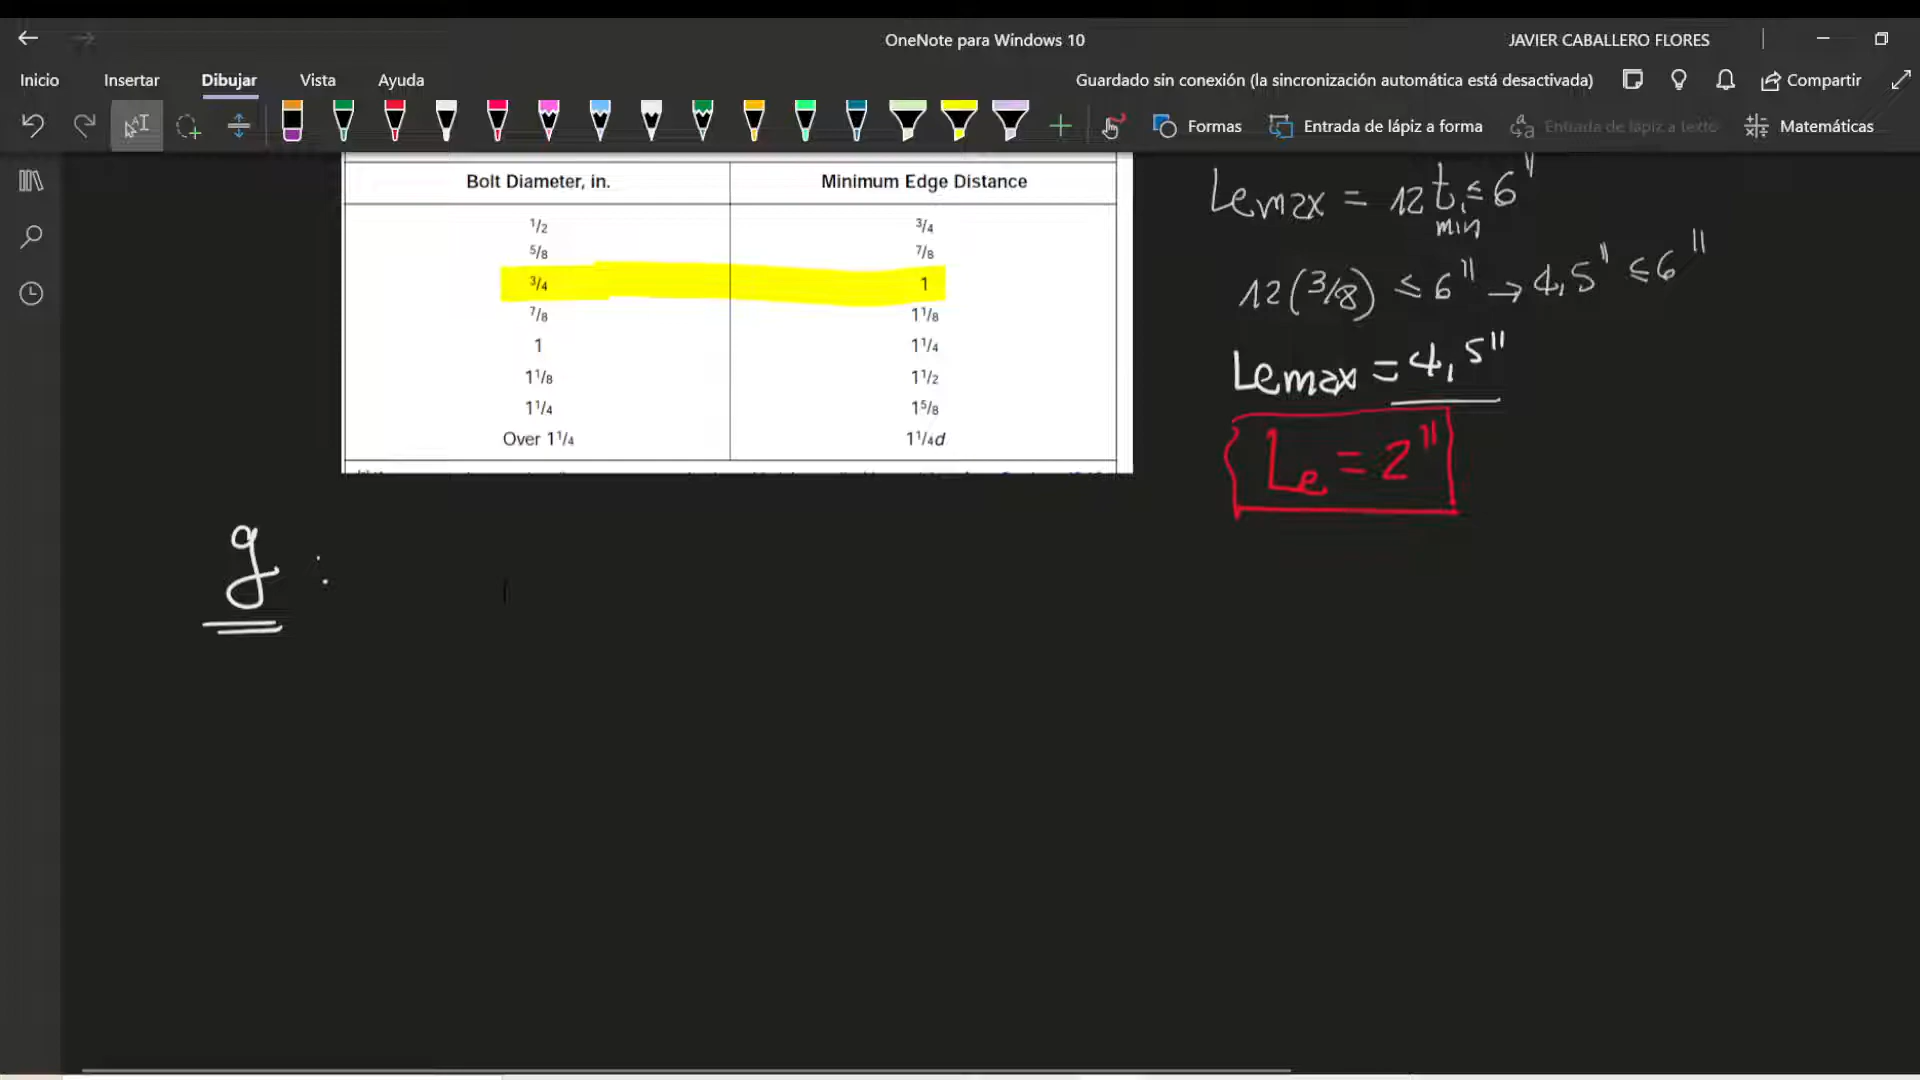 OneNote para Windows 10
JAVIER CABALLERO FLORES
Inicio
Insertar
Dibujar
Vista
Ayuda
Guardado sin conexión (la sincronización automática está desactivada)
Compartir
Formas
Entrada de lápiz a forma
Entrada de lápiz a texto
Matemáticas
Bolt Diameter, in. Minimum Edge Distance
1/2 3/4
5/8 7/8
3/4 1
7/8 1 1/8
1 1 1/4
1 1/8 1 1/2
1 1/4 1 5/8
Over 1 1/4 1 1/4 d
Lemax = 12 t ≤ 6"
min
12(3/8) ≤ 6" → 4,5" ≤ 6"
Lemax = 4,5"
Le = 2"
g :